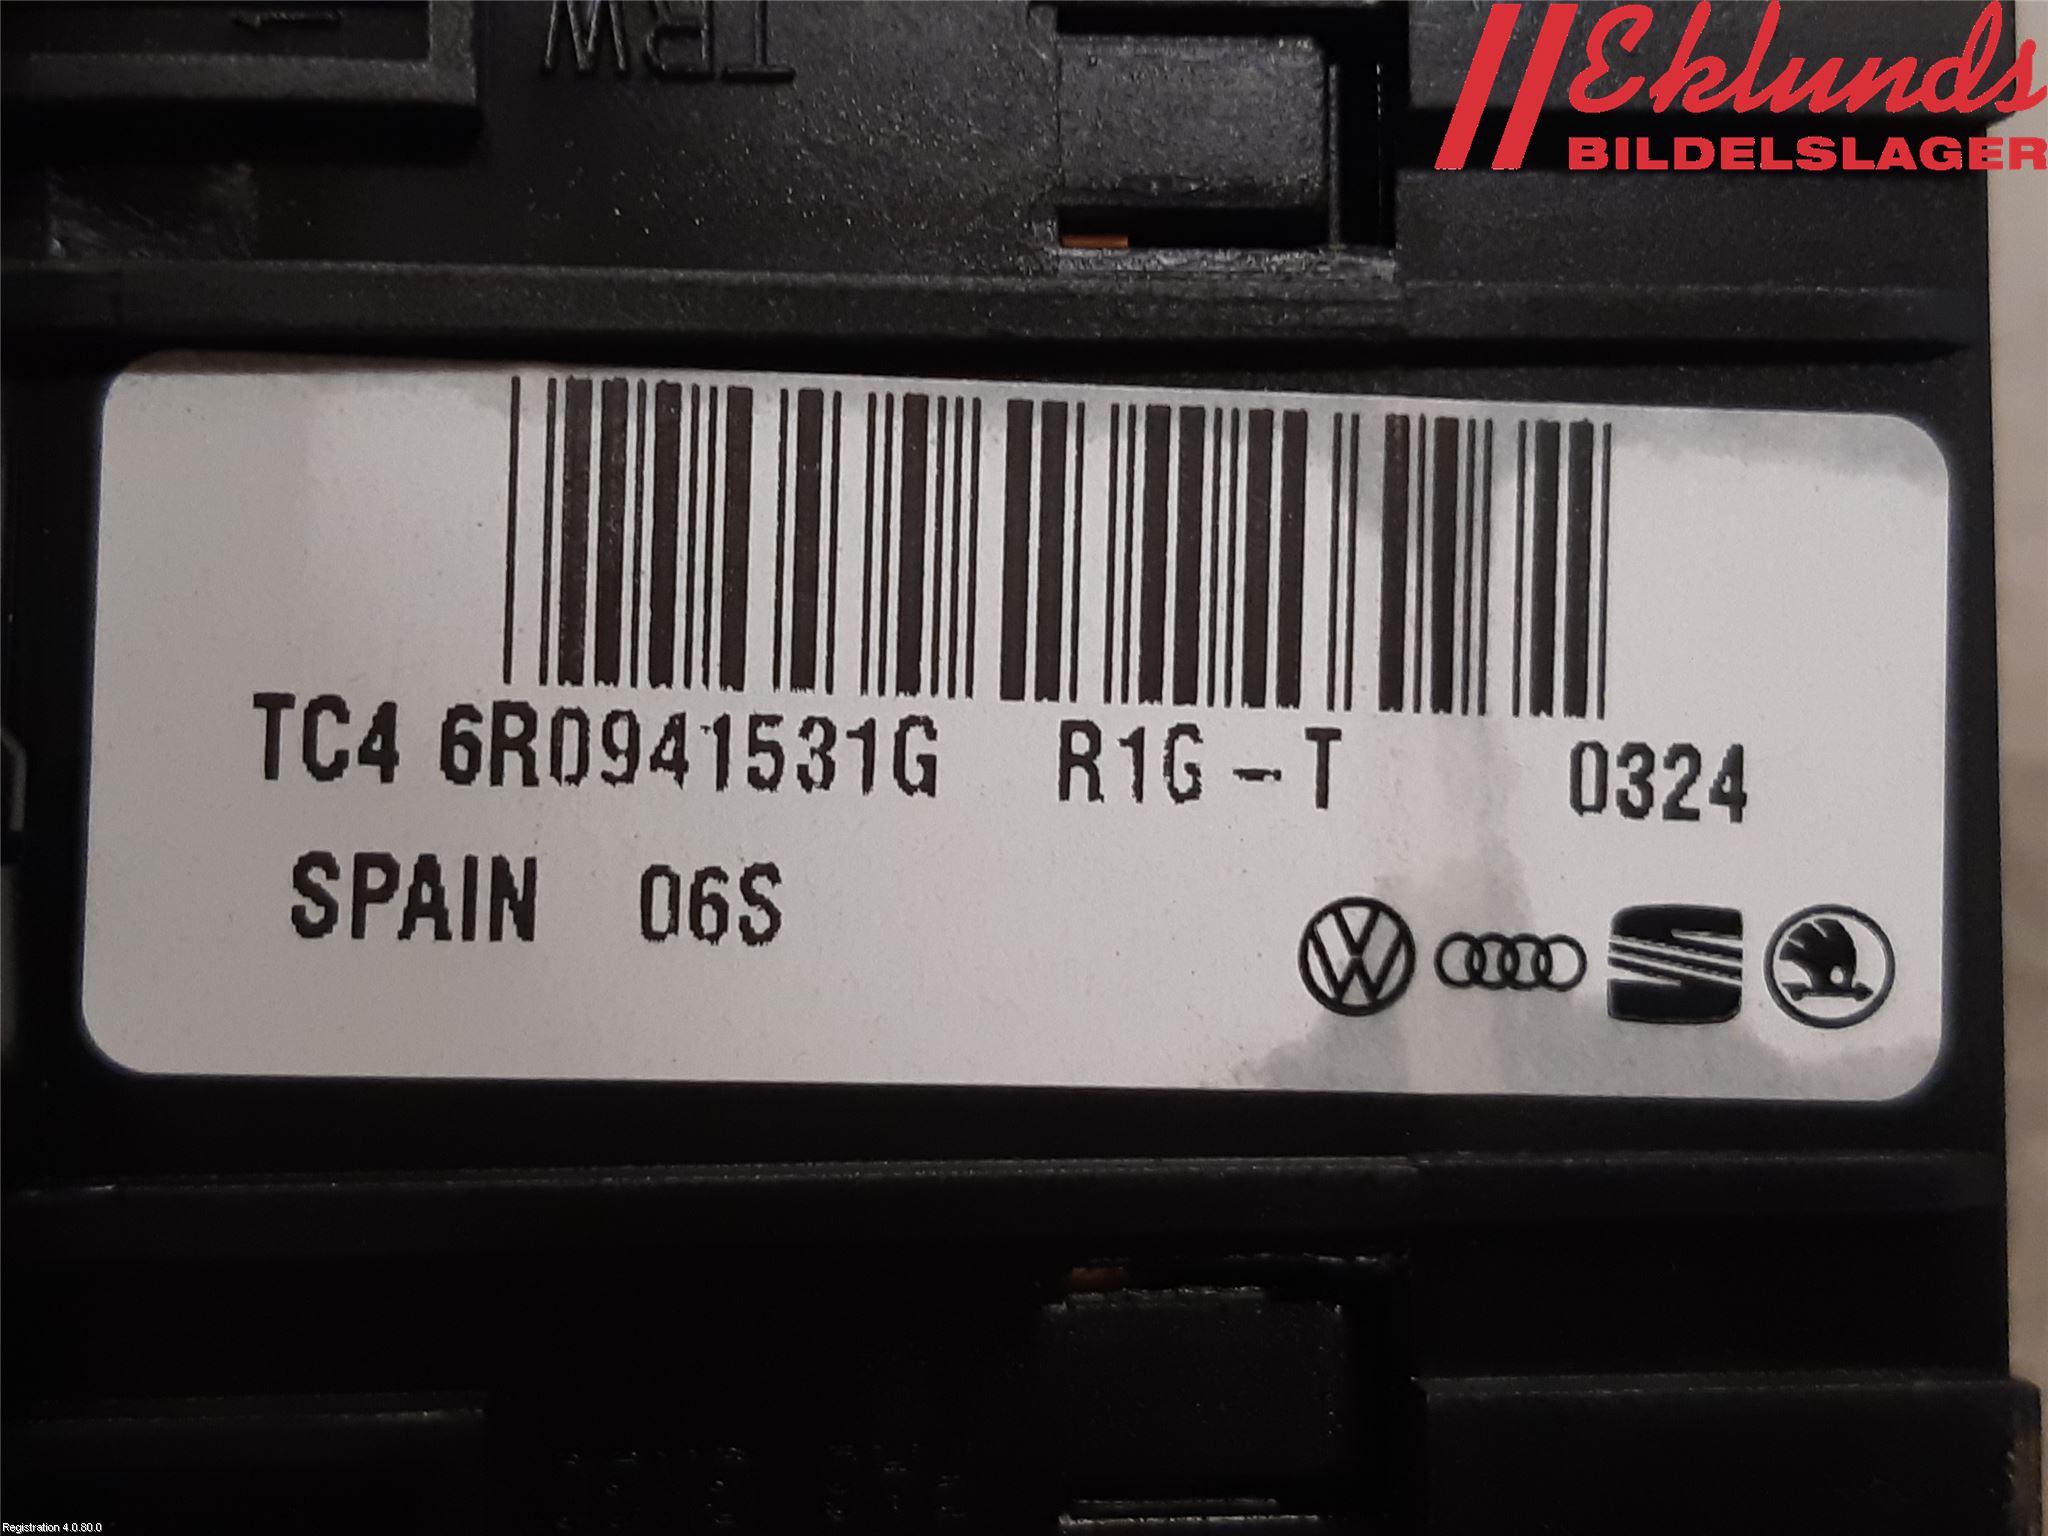 TRW
Eklunds
BILDELSLAGER
TC4 6R0941531G R1G-T 0324
SPAIN 06S
Registration 4.0.80.0